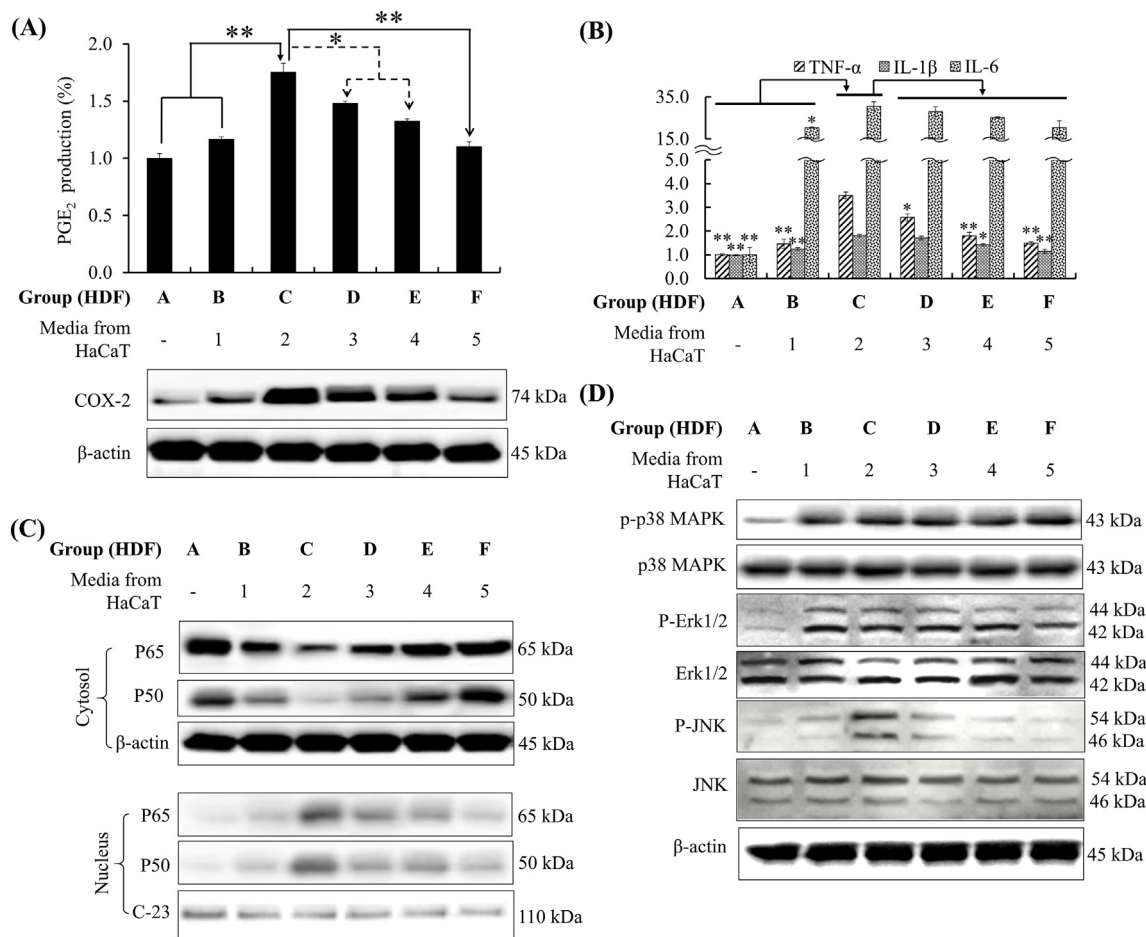 (A)
** * **
PGE2 production (%)
2.0
1.5
1.0
0.5
0.0
Group (HDF) A B C D E F
Media from
HaCaT - 1 2 3 4 5
COX-2 74 kDa
β-actin 45 kDa
(B)
TNF-α IL-1β IL-6
35.0
15.0
5.0
4.0
3.0
2.0
1.0
0.0
** ** ** ** ** * * ** * ** **
Group (HDF) A B C D E F
Media from
HaCaT - 1 2 3 4 5
(C)
Group (HDF) A B C D E F
Media from
HaCaT - 1 2 3 4 5
Cytosol
P65 65 kDa
P50 50 kDa
β-actin 45 kDa
Nucleus
P65 65 kDa
P50 50 kDa
C-23 110 kDa
(D)
Group (HDF) A B C D E F
Media from
HaCaT - 1 2 3 4 5
p-p38 MAPK 43 kDa
p38 MAPK 43 kDa
P-Erk1/2 44 kDa
42 kDa
Erk1/2 44 kDa
42 kDa
P-JNK 54 kDa
46 kDa
JNK 54 kDa
46 kDa
β-actin 45 kDa